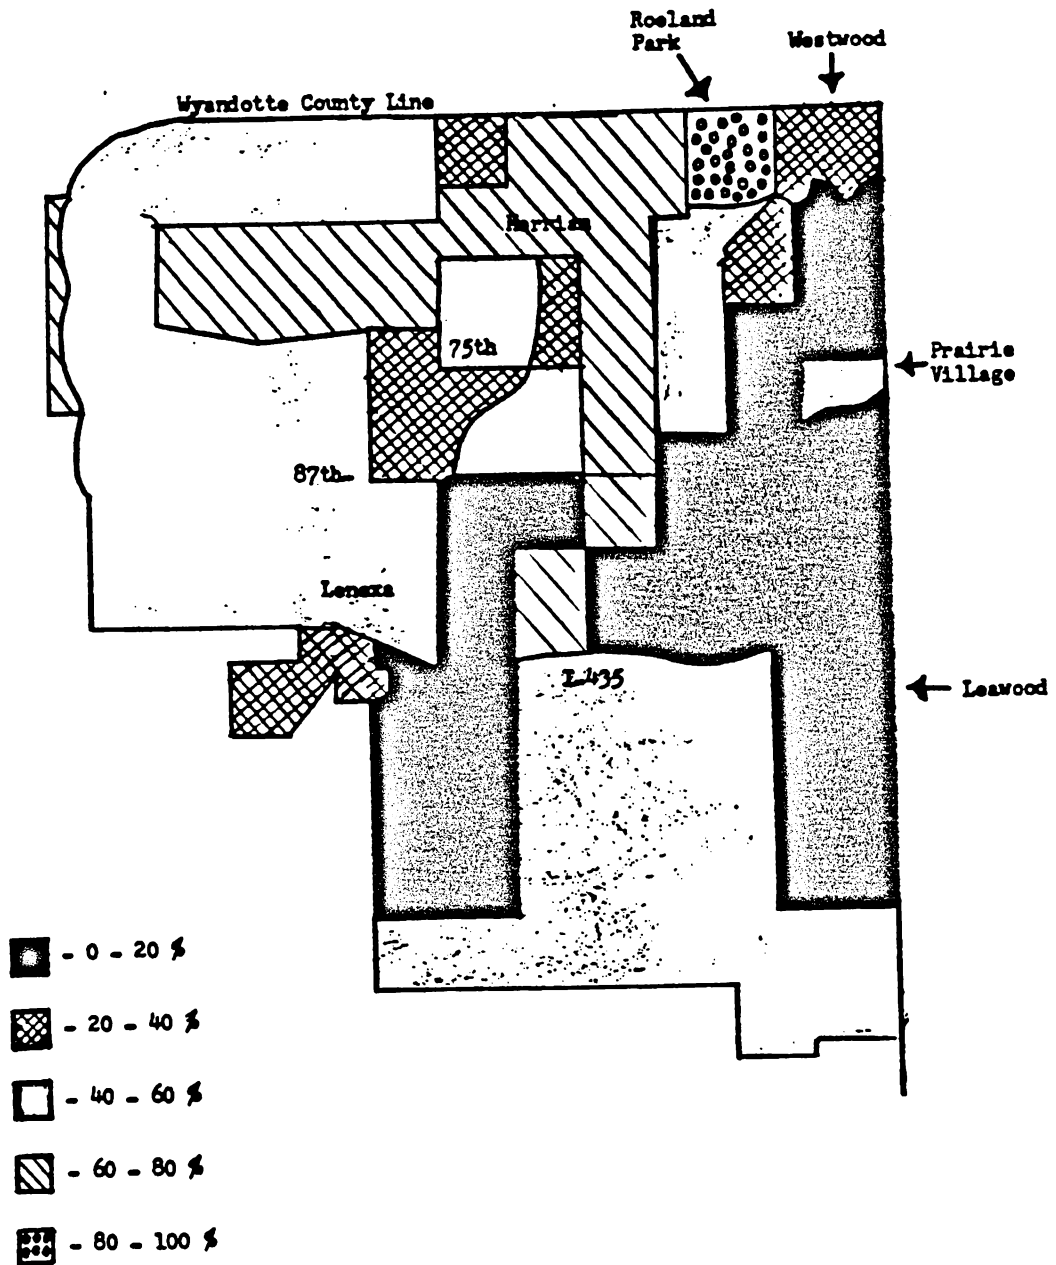 Roeland
Park
Westwood
Wyandotte County Line
Merriam
75th
Prairie
Village
87th
Lenexa
I-435
Leawood
- 0 - 20 %
- 20 - 40 %
- 40 - 60 %
- 60 - 80 %
- 80 - 100 %